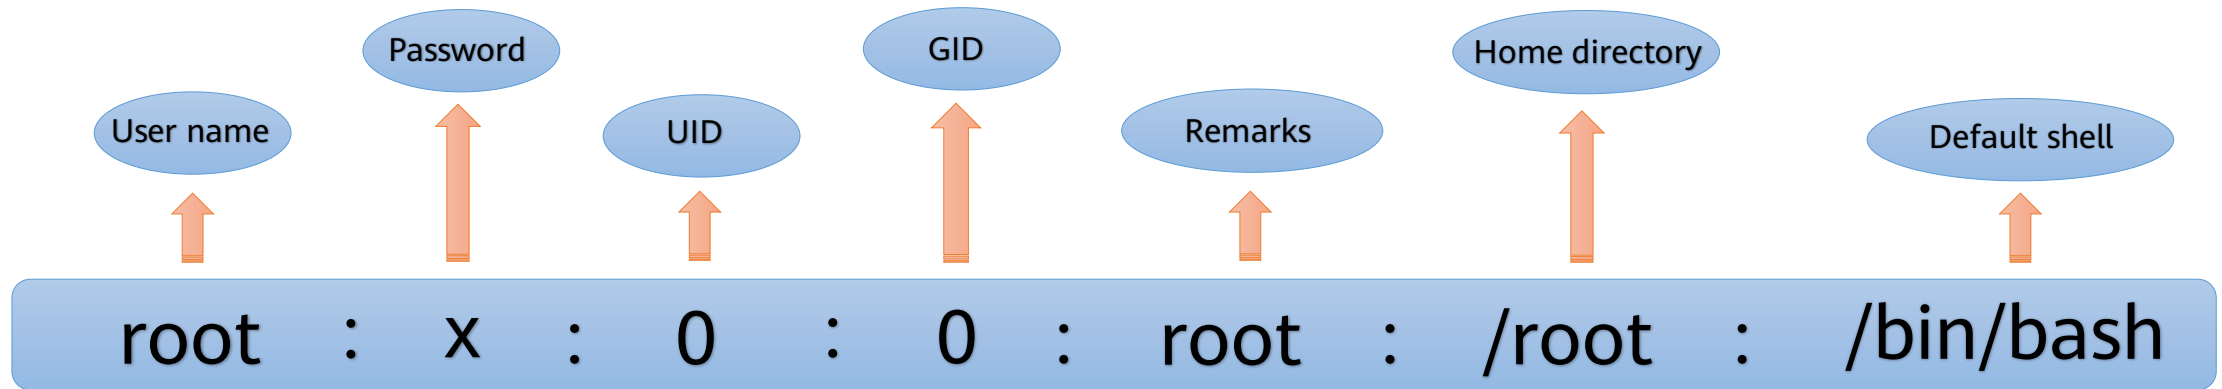 Password
GID
Home directory
User name
UID
Remarks
Default shell
root : x : 0 : 0 : root : /root : /bin/bash